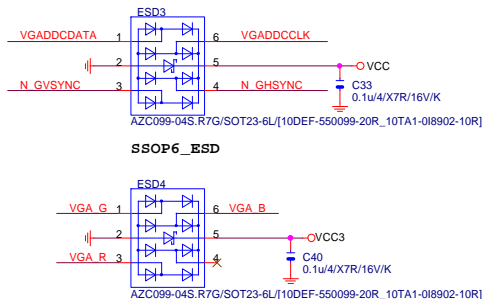 ESD3
VGADDCDATA 1 6 VGADDCCLK
2 5 VCC
N_GVSYNC 3 4 N_GHSYNC
C33
0.1u/4/X7R/16V/K
AZC099-04S.R7G/SOT23-6L/[10DEF-550099-20R_10TA1-0I8902-10R]
SSOP6_ESD
ESD4
VGA_G 1 6 VGA_B
2 5 VCC3
VGA_R 3 4
C40
0.1u/4/X7R/16V/K
AZC099-04S.R7G/SOT23-6L/[10DEF-550099-20R_10TA1-0I8902-10R]